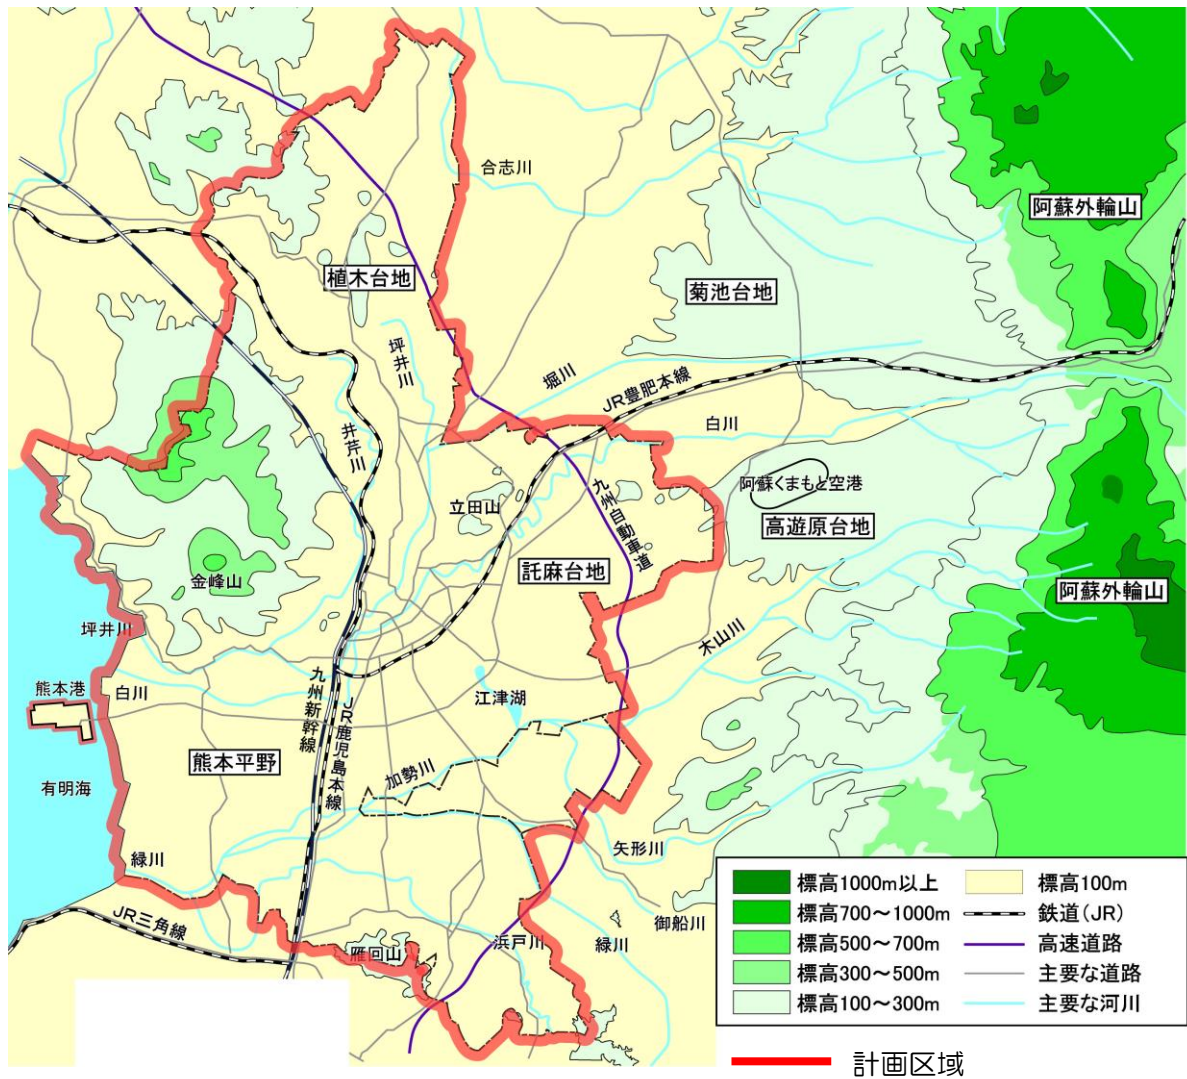 合志川
阿蘇外輪山
植木台地
菊池台地
坪井川
堀川
JR豊肥本線
白川
井芹川
立田山
九州自動車道
阿蘇くまもと空港
高遊原台地
託麻台地
金峰山
阿蘇外輪山
坪井川
木山川
熊本港
白川
九州新幹線
JR鹿児島本線
江津湖
熊本平野
加勢川
有明海
緑川
矢形川
JR三角線
雁回山
浜戸川
緑川
御船川
標高1000m以上
標高700～1000m
標高500～700m
標高300～500m
標高100～300m
標高100m
鉄道(JR)
高速道路
主要な道路
主要な河川
計画区域